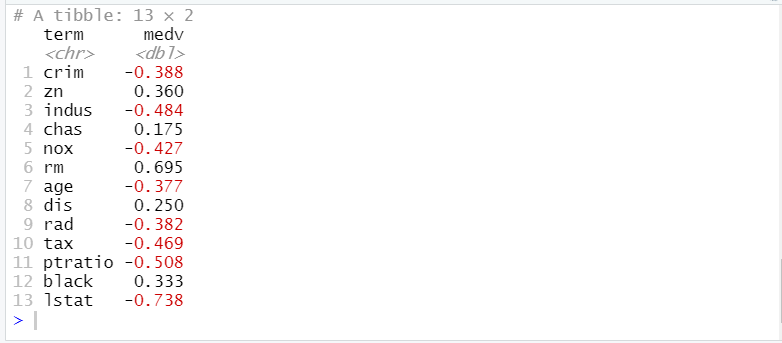 # A tibble: 13 × 2
term medv
<chr> <dbl>
1 crim -0.388
2 zn 0.360
3 indus -0.484
4 chas 0.175
5 nox -0.427
6 rm 0.695
7 age -0.377
8 dis 0.250
9 rad -0.382
10 tax -0.469
11 ptratio -0.508
12 black 0.333
13 lstat -0.738
>